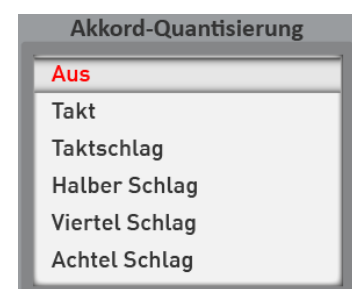 Akkord-Quantisierung
Aus
Takt
Taktschlag
Halber Schlag
Viertel Schlag
Achtel Schlag